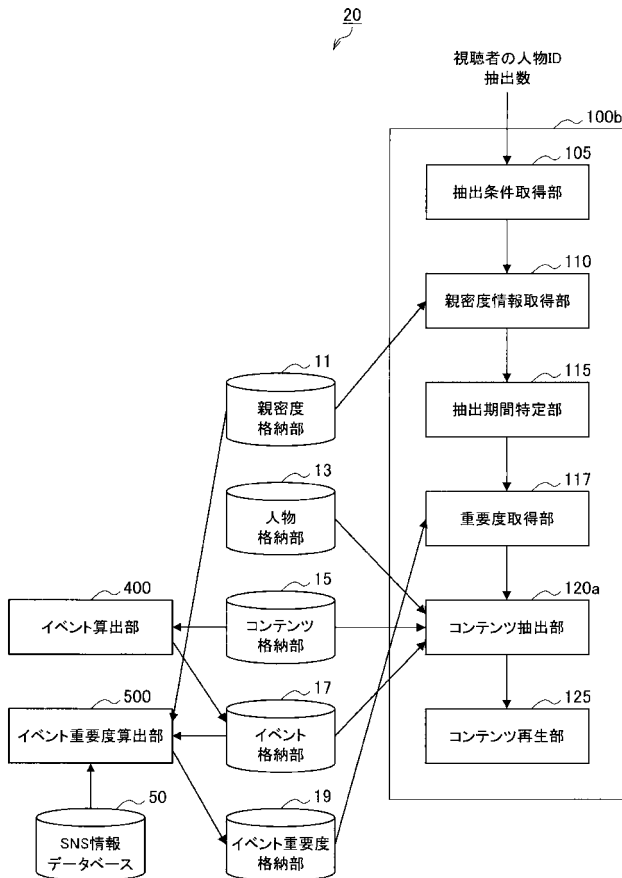 20
視聴者の人物ID
抽出数
100b
105
抽出条件取得部
110
親密度情報取得部
11
親密度
格納部
115
抽出期間特定部
13
人物
格納部
117
重要度取得部
400
イベント算出部
15
コンテンツ
格納部
120a
コンテンツ抽出部
500
イベント重要度算出部
17
イベント
格納部
125
コンテンツ再生部
50
SNS情報
データベース
19
イベント重要度
格納部